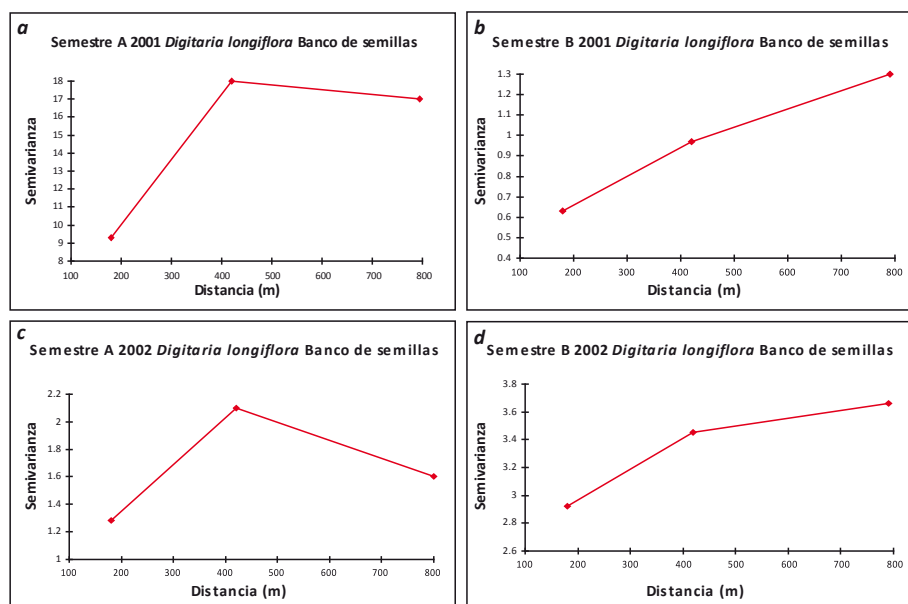 a
Semestre A 2001 Digitaria longiflora Banco de semillas
18
17
16
15
14
13
12
11
10
9
8
Semivarianza
100 200 300 400 500 600 700 800
Distancia (m)
b
Semestre B 2001 Digitaria longiflora Banco de semillas
1.3
1.2
1.1
1
0.9
0.8
0.7
0.6
0.5
0.4
Semivarianza
100 200 300 400 500 600 700 800
Distancia (m)
c
Semestre A 2002 Digitaria longiflora Banco de semillas
2.2
2
1.8
1.6
1.4
1.2
1
Semivarianza
100 200 300 400 500 600 700 800
Distancia (m)
d
Semestre B 2002 Digitaria longiflora Banco de semillas
3.8
3.6
3.4
3.2
3
2.8
2.6
Semivarianza
100 200 300 400 500 600 700 800
Distancia (m)